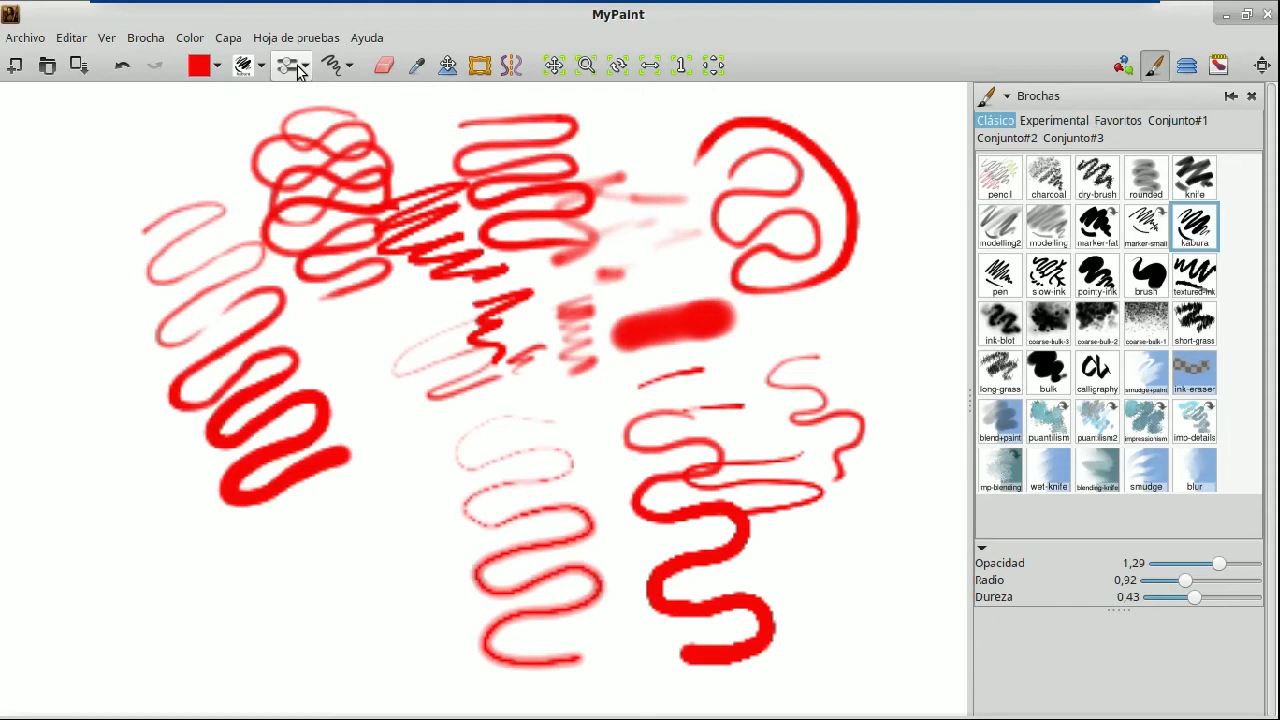 MyPaint
Archivo Editar Ver Brocha Color Capa Hoja de pruebas Ayuda
1
Brochas
Clásico Experimental Favoritos Conjunto#1
Conjunto#2 Conjunto#3
pencil charcoal dry-brush rounded knife
modelling2 modelling marker-fat marker-small kabura
pen slow-ink pointy-ink brush textured-ink
ink-blot coarse-bulk-3 coarse-bulk-2 coarse-bulk-1 short-grass
long-grass bulk calligraphy smudge+paint ink-eraser
blend+paint puantilism puantilism2 impressionism imp-details
imp-blending wet-knife blending-knife smudge blur
Opacidad 1,29
Radio 0,92
Dureza 0,43